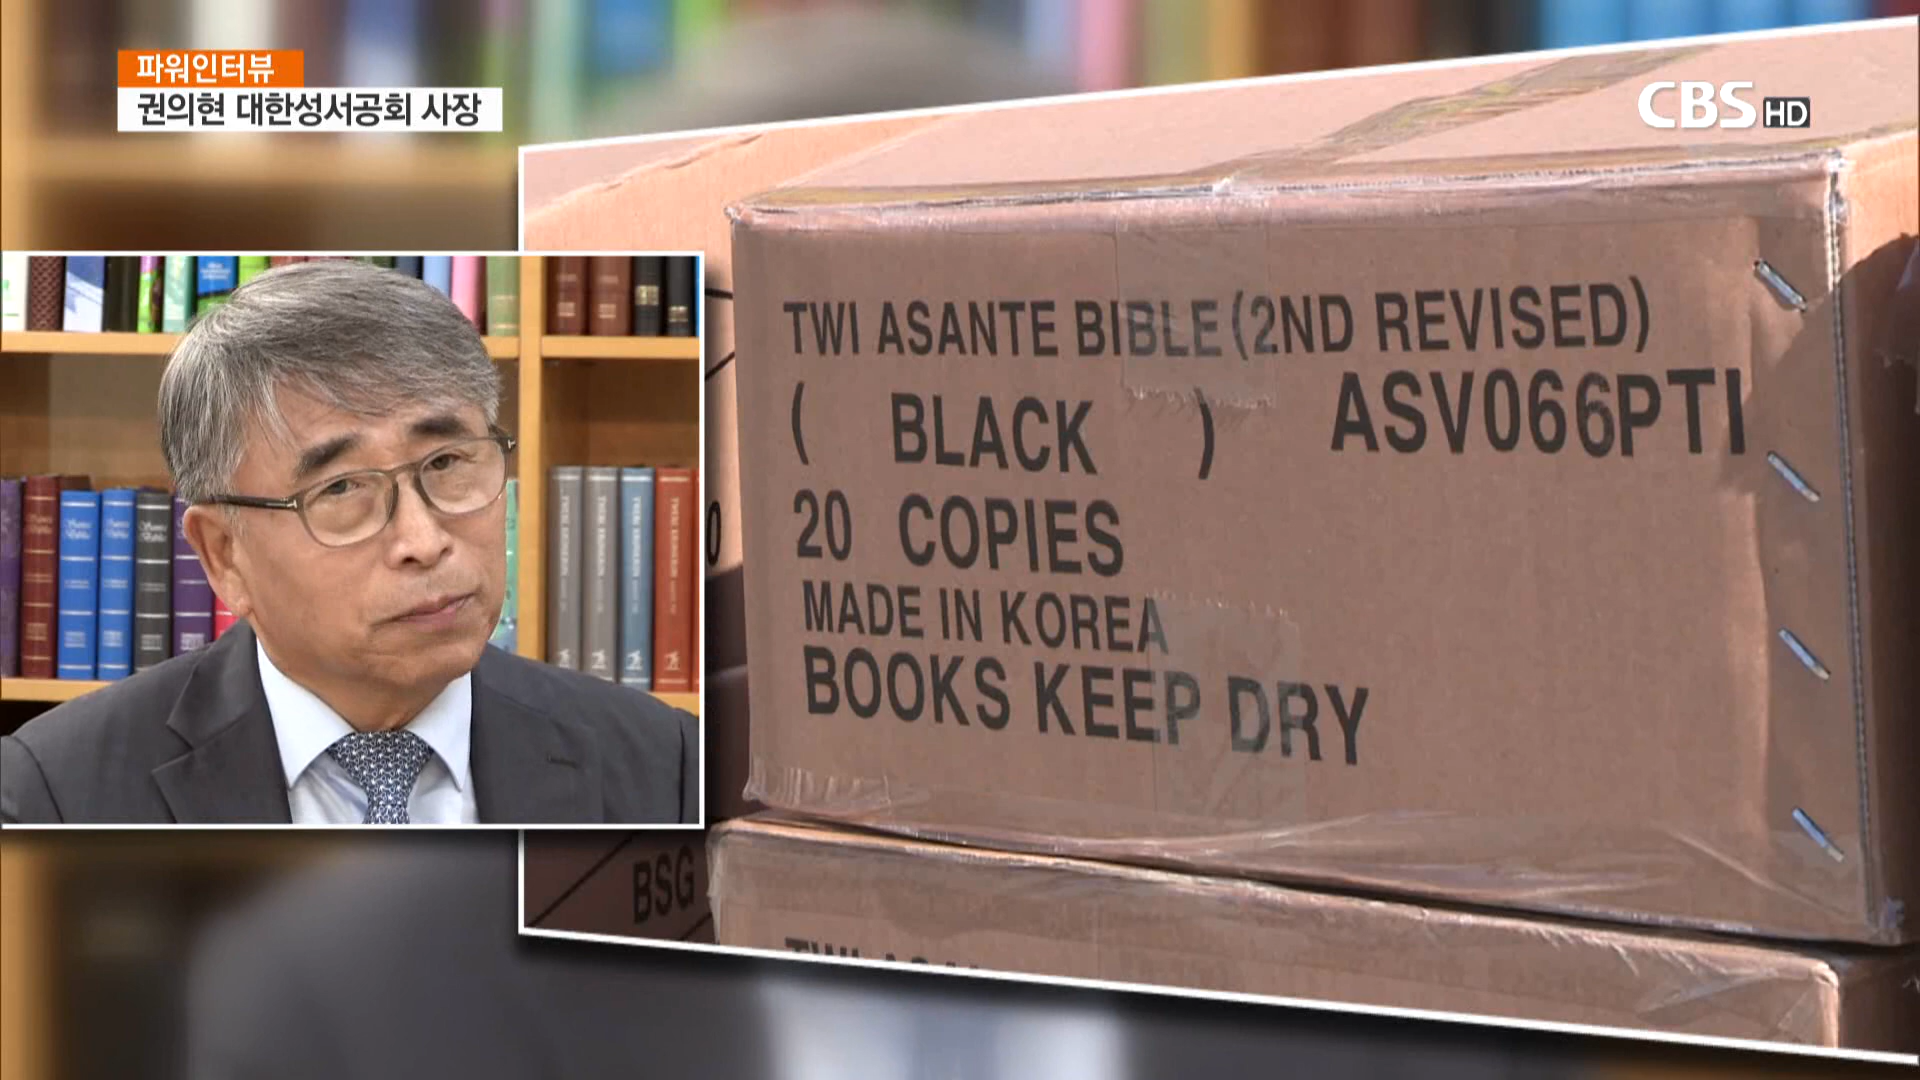 파워인터뷰
권의현 대한성서공회 사장
CBS HD
TWI ASANTE BIBLE (2ND REVISED)
( BLACK ) ASV066PTI
20 COPIES
MADE IN KOREA
BOOKS KEEP DRY
0
BSG